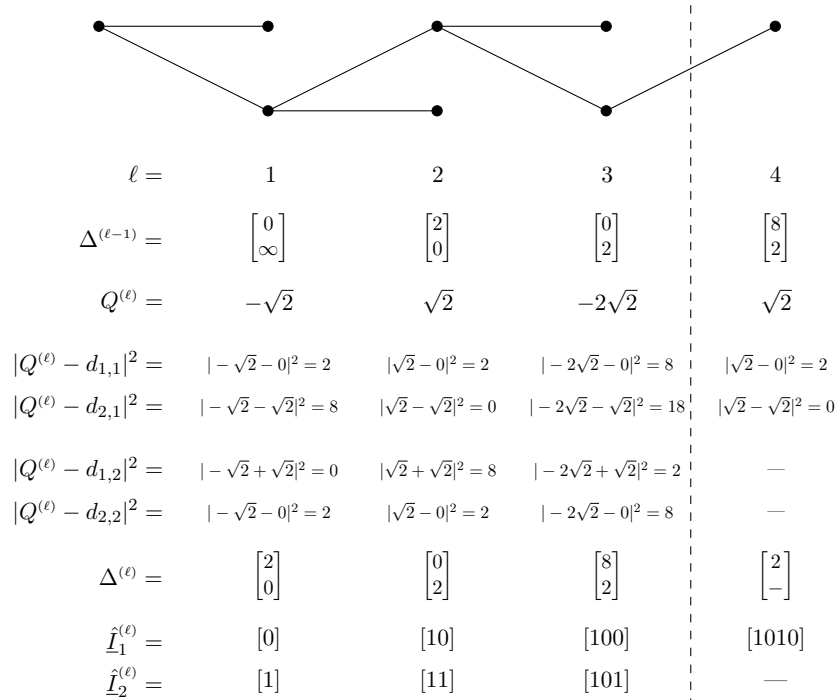 ℓ = 1 2 3 4
Δ^{(ℓ−1)} = [0 ∞] [2 0] [0 2] [8 2]
Q^{(ℓ)} = −√2 √2 −2√2 √2
|Q^{(ℓ)} − d_{1,1}|² = | − √2 − 0|² = 2 |√2 − 0|² = 2 | − 2√2 − 0|² = 8 |√2 − 0|² = 2
|Q^{(ℓ)} − d_{2,1}|² = | − √2 − √2|² = 8 |√2 − √2|² = 0 | − 2√2 − √2|² = 18 |√2 − √2|² = 0
|Q^{(ℓ)} − d_{1,2}|² = | − √2 + √2|² = 0 |√2 + √2|² = 8 | − 2√2 + √2|² = 2 —
|Q^{(ℓ)} − d_{2,2}|² = | − √2 − 0|² = 2 |√2 − 0|² = 2 | − 2√2 − 0|² = 8 —
Δ^{(ℓ)} = [2 0] [0 2] [8 2] [2 −]
Î_1^{(ℓ)} = [0] [10] [100] [1010]
Î_2^{(ℓ)} = [1] [11] [101] —